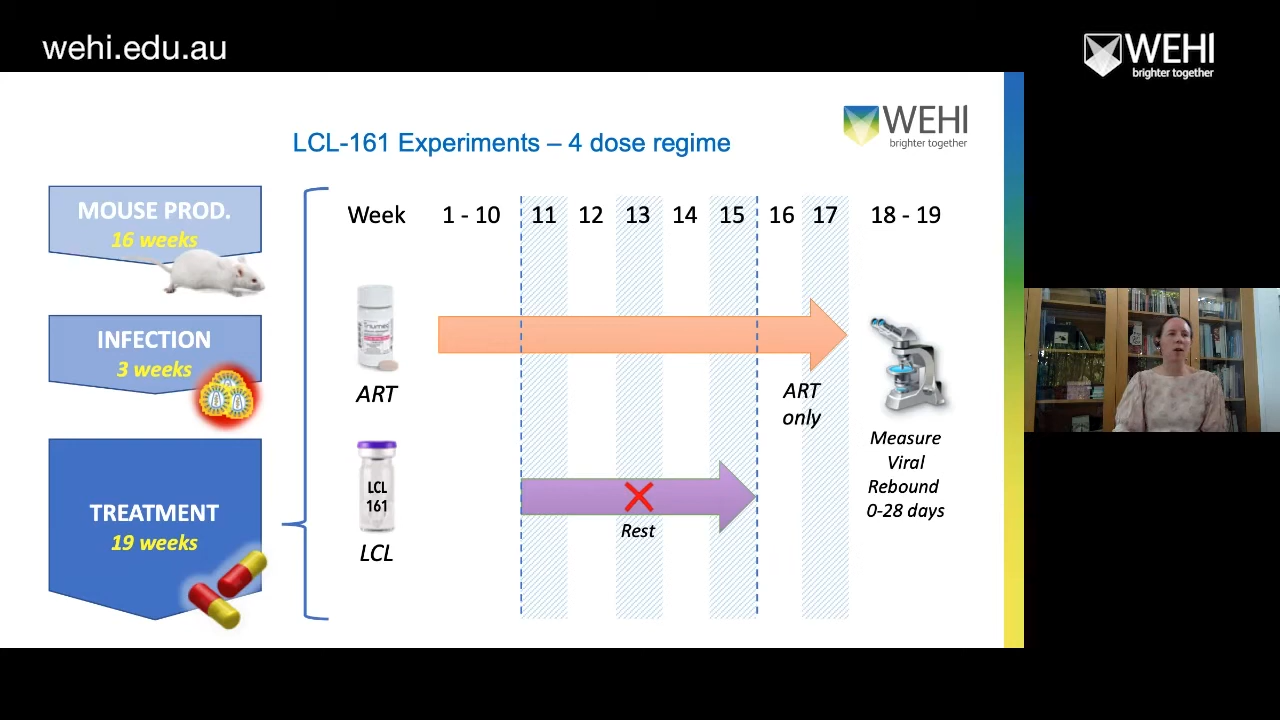 wehi.edu.au
WEHI
brighter together
LCL-161 Experiments – 4 dose regime
WEHI
brighter together
MOUSE PROD.
16 weeks
INFECTION
3 weeks
TREATMENT
19 weeks
Week 1 - 10 11 12 13 14 15 16 17 18 - 19
Triumeq
ART
ART
only
LCL
161
LCL
Rest
Measure
Viral
Rebound
0-28 days